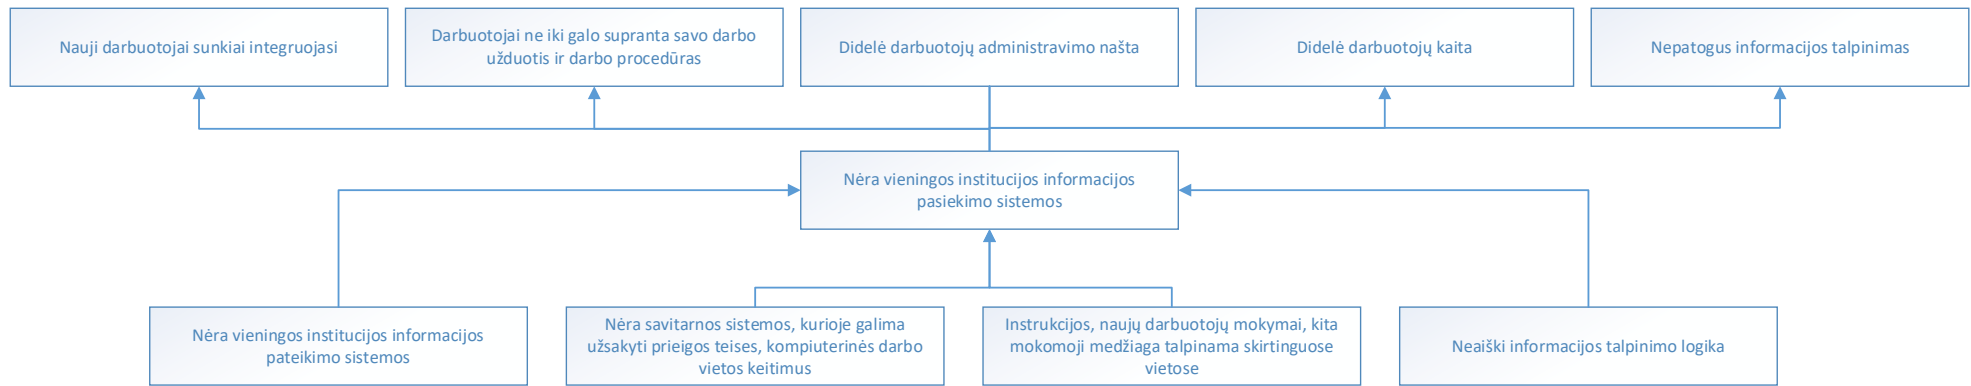 Nauji darbuotojai sunkiai integruojasi
Darbuotojai ne iki galo supranta savo darbo
užduotis ir darbo procedūras
Didelė darbuotojų administravimo našta
Didelė darbuotojų kaita
Nepatogus informacijos talpinimas
Nėra vieningos institucijos informacijos
pasiekimo sistemos
Nėra vieningos institucijos informacijos
pateikimo sistemos
Nėra savitarnos sistemos, kurioje galima
užsakyti prieigos teises, kompiuterinės darbo
vietos keitimus
Instrukcijos, naujų darbuotojų mokymai, kita
mokomoji medžiaga talpinama skirtinguose
vietose
Neaiški informacijos talpinimo logika